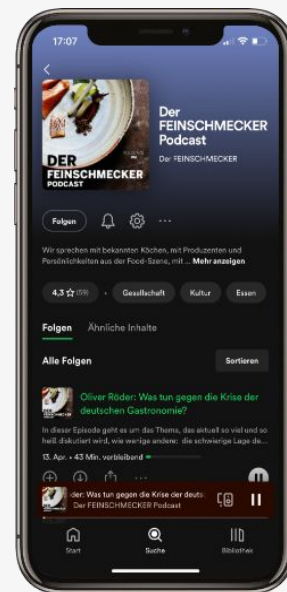 17:07
DER
FEINSCHMECKER
PODCAST
Der
FEINSCHMECKER
Podcast
Der FEINSCHMECKER
Folgen
Wir sprechen mit bekannten Köchen, mit Produzenten und
Persönlichkeiten aus der Food-Szene, mit ... Mehr anzeigen
4,3 ☆ (59) • Gesellschaft Kultur Essen
Folgen Ähnliche Inhalte
Alle Folgen Sortieren
Oliver Röder: Was tun gegen die Krise der
deutschen Gastronomie?
In dieser Episode geht es um das Thema, das aktuell so viel und so
heiß diskutiert wird, wie wenige andere: die schwierige Lage de...
13. Apr. • 43 Min. verbleibend
der: Was tun gegen die Krise der deuts
Der FEINSCHMECKER Podcast
Start Suche Bibliothek